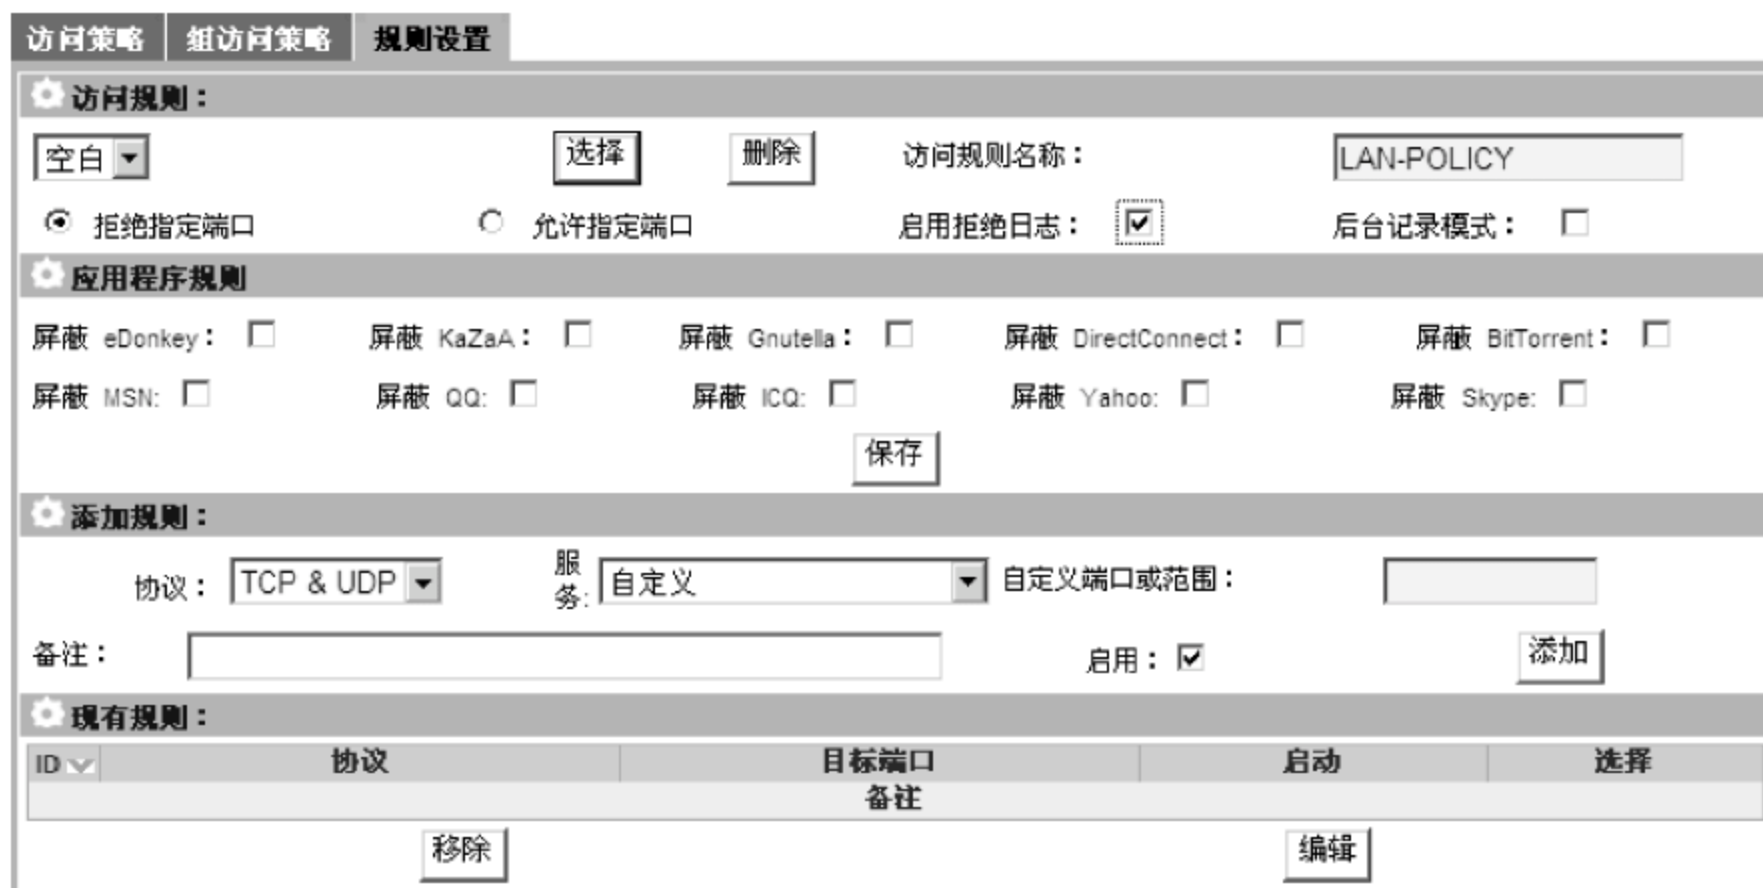 访问策略 组访问策略 规则设置
访问规则：
空白 选择 删除 访问规则名称： LAN-POLICY
拒绝指定端口 允许指定端口 启用拒绝日志： 后台记录模式：
应用程序规则
屏蔽 eDonkey： 屏蔽 KaZaA： 屏蔽 Gnutella： 屏蔽 DirectConnect： 屏蔽 BitTorrent：
屏蔽 MSN: 屏蔽 QQ: 屏蔽 ICQ: 屏蔽 Yahoo: 屏蔽 Skype:
保存
添加规则：
协议： TCP & UDP 服务: 自定义 自定义端口或范围：
备注： 启用： 添加
现有规则：
ID 协议 目标端口 启动 选择
备注
移除 编辑